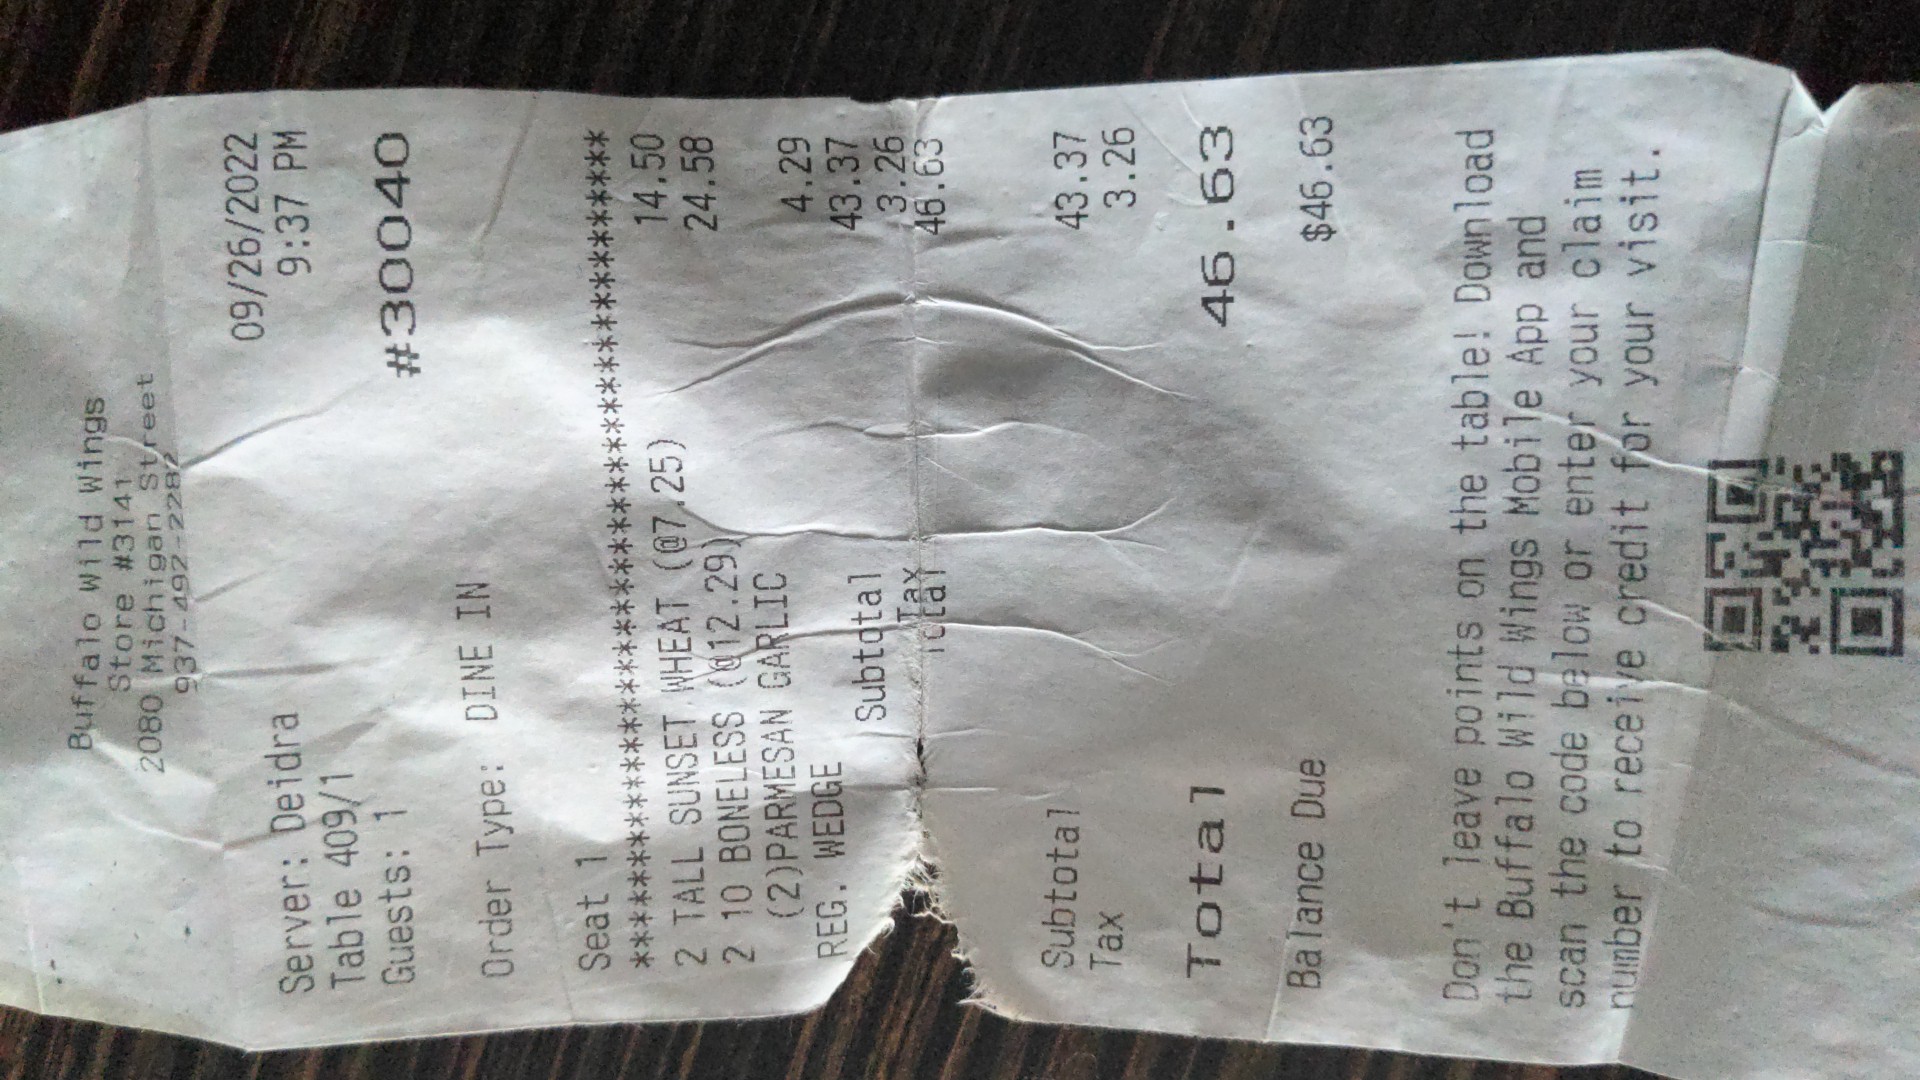 Buffalo Wild Wings
Store #3141
2080 Michigan Street
937-492-2287
Server: Deidra 09/26/2022
Table 409/1 9:37 PM
Guests: 1
#30040
Order Type: DINE IN
Seat 1
****************************************
2 TALL SUNSET WHEAT (@7.25) 14.50
2 10 BONELESS (@12.29) 24.58
(2)PARMESAN GARLIC
REG. WEDGE 4.29
Subtotal 43.37
Tax 3.26
Total 46.63
Subtotal 43.37
Tax 3.26
Total 46.63
Balance Due $46.63
Don't leave points on the table! Download
the Buffalo Wild Wings Mobile App and
scan the code below or enter your claim
number to receive credit for your visit.